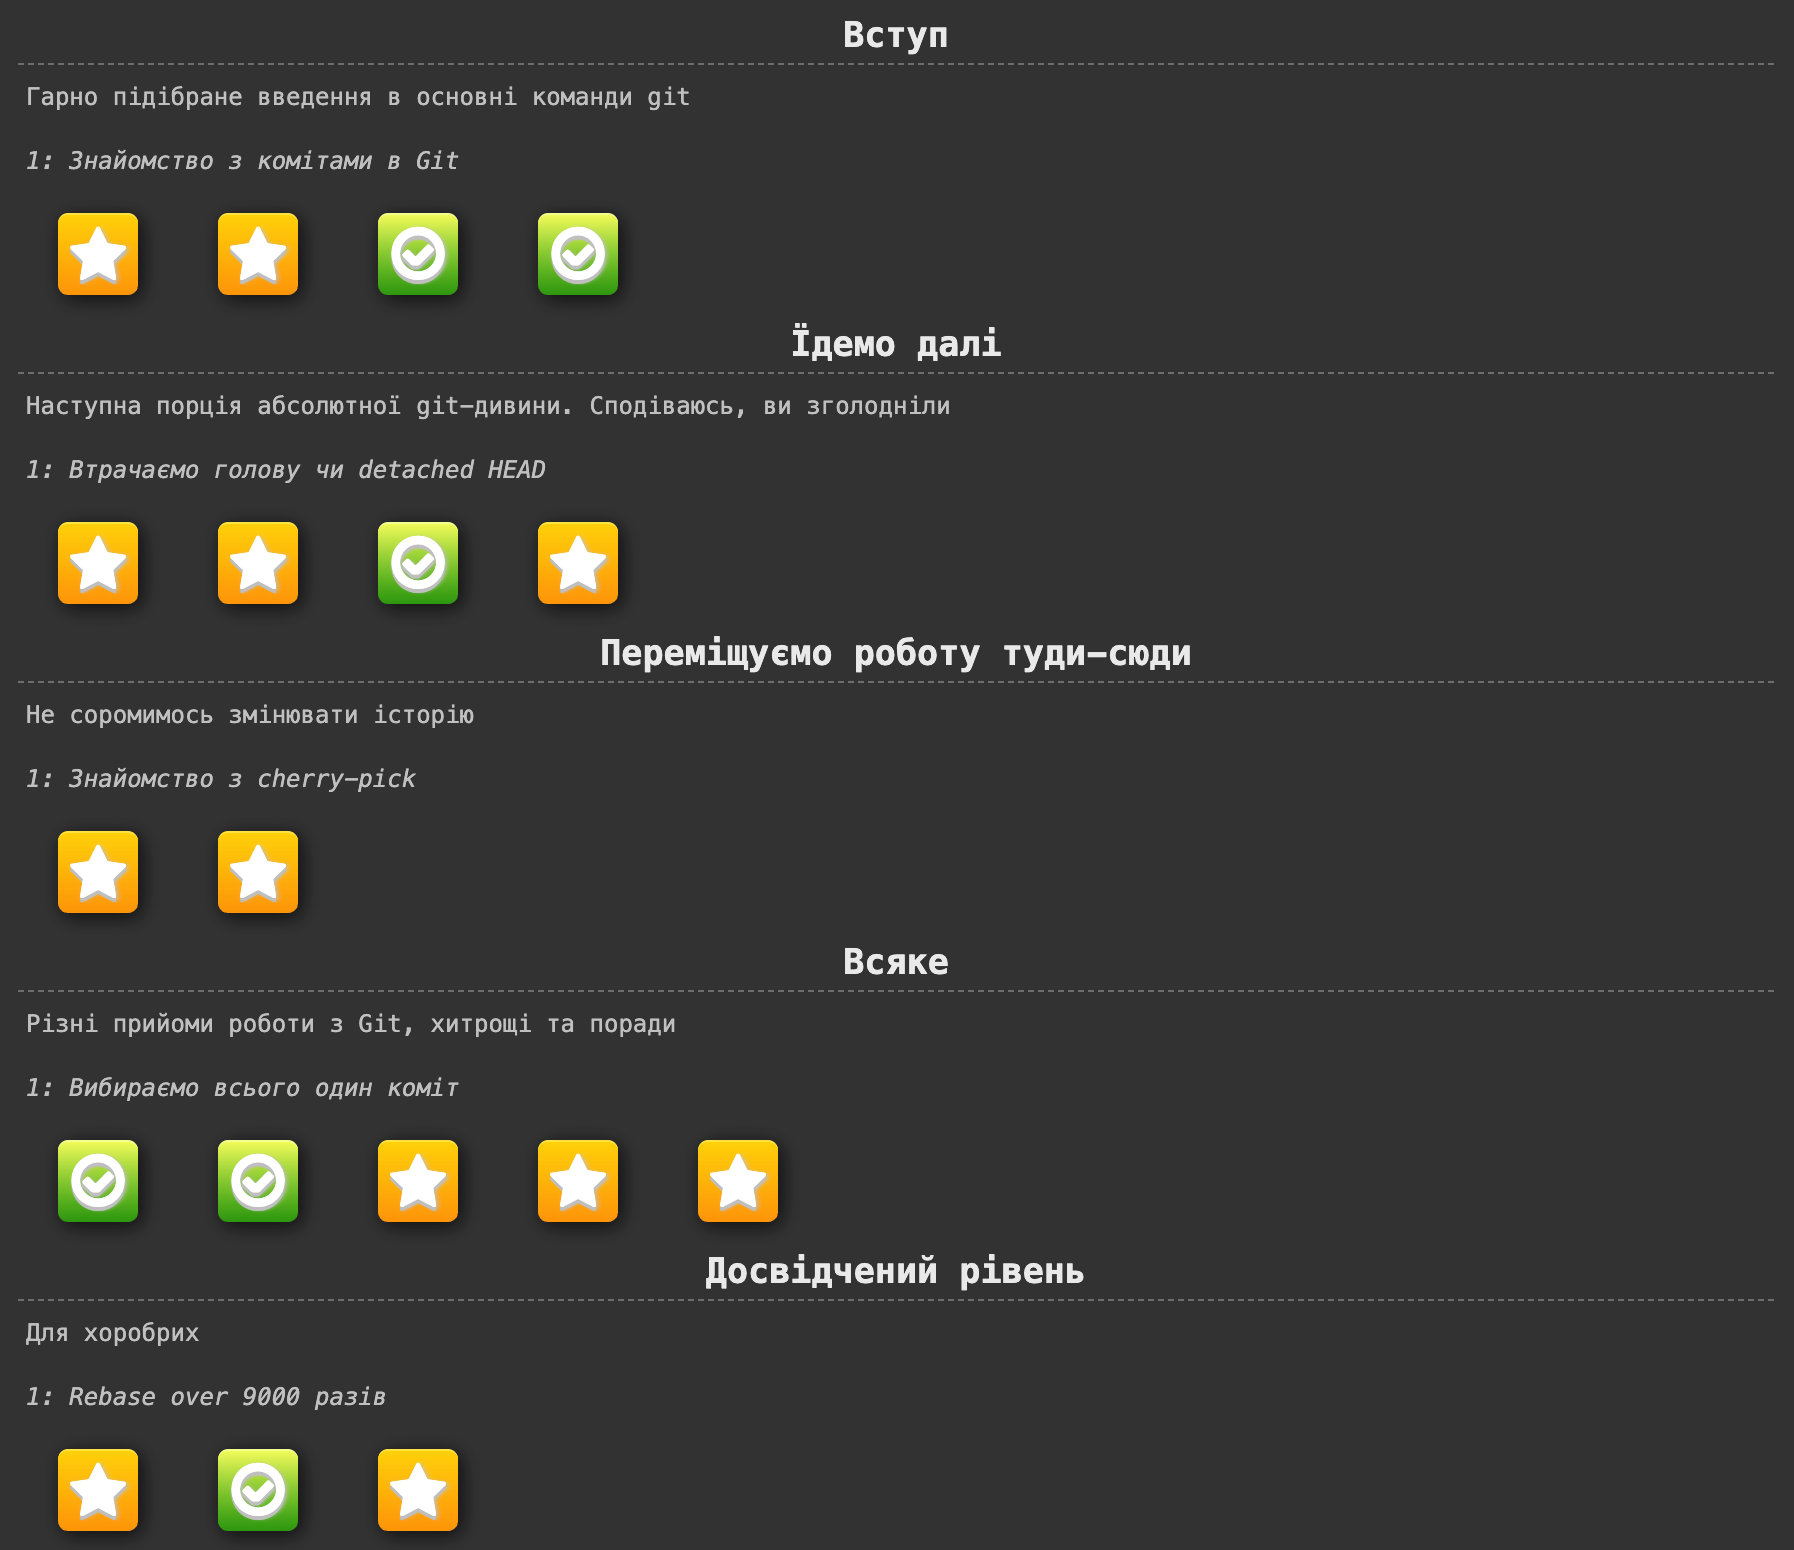 Вступ
Гарно підібране введення в основні команди git
1: Знайомство з комітами в Git
Їдемо далі
Наступна порція абсолютної git-дивини. Сподіваюсь, ви зголодніли
1: Втрачаємо голову чи detached HEAD
Переміщуємо роботу туди-сюди
Не соромимось змінювати історію
1: Знайомство з cherry-pick
Всяке
Різні прийоми роботи з Git, хитрощі та поради
1: Вибираємо всього один коміт
Досвідчений рівень
Для хоробрих
1: Rebase over 9000 разів